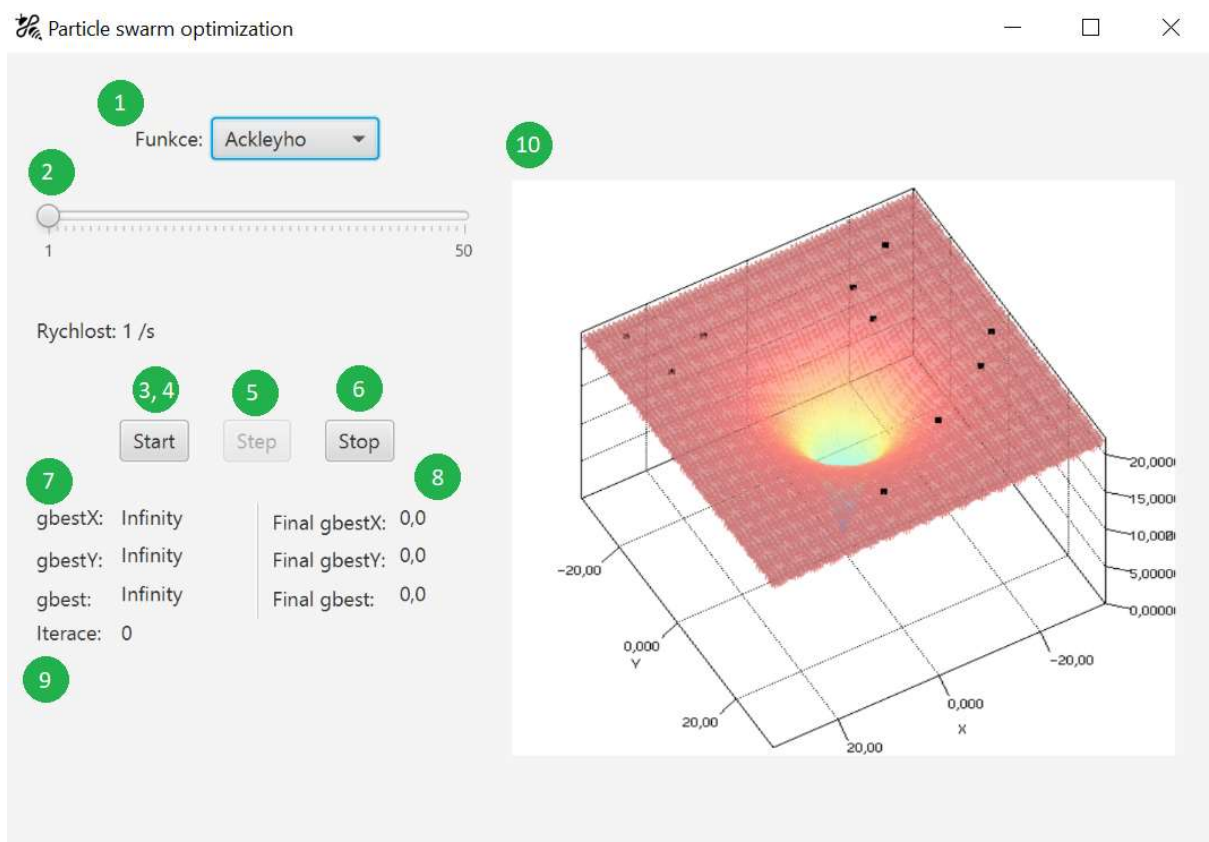 Particle swarm optimization
1
Funkce: Ackleyho
10
2
1 50
Rychlost: 1 /s
3, 4 5 6
Start Step Stop
7 8
gbestX: Infinity Final gbestX: 0,0
gbestY: Infinity Final gbestY: 0,0
gbest: Infinity Final gbest: 0,0
Iterace: 0
9
20,0000
15,0000
10,000
5,0000
0,0000
-20,00
0,000
Y
20,00
-20,00
0,000
X
20,00